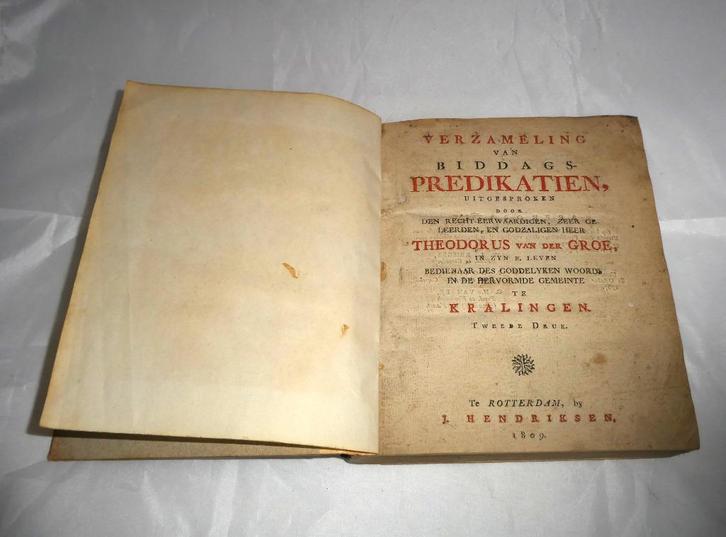 VERZAMELING
VAN
BIDDAGS-
PREDIKATIEN,
UITGESPROKEN
DOOR
DEN RECHT-EERWAARDIGEN, ZEER GE-
LEERDEN, EN GODZALIGEN HEER
THEODORUS VAN DER GROE,
IN ZYN E. LEVEN
BEDIENAAR DES GODDELYKEN WOORDS
IN DE HERVORMDE GEMEINTE
TE
KRALINGEN.
TWEEDE DRUK.
Te ROTTERDAM, by
J. HENDRIKSEN,
1809.